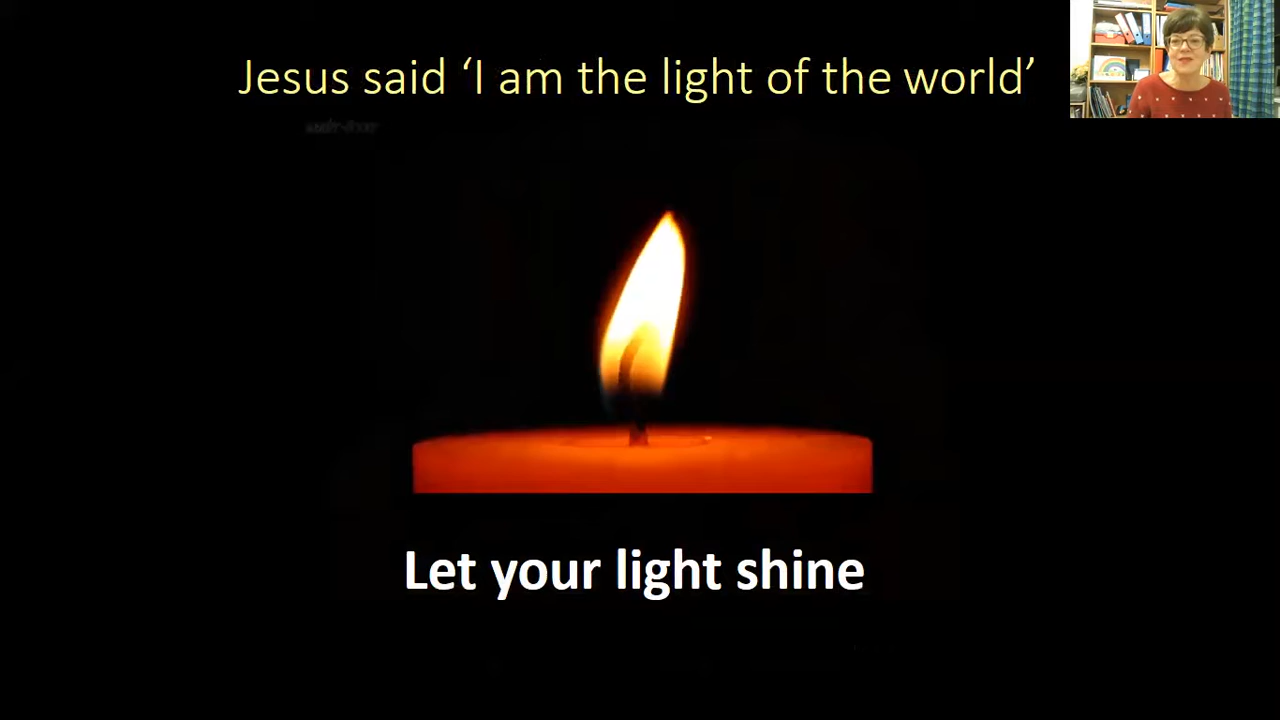 Jesus said ‘I am the light of the world’
Let your light shine